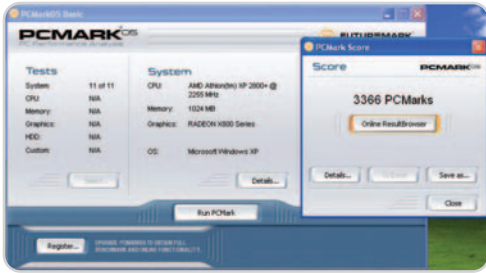 PCMark05 Basic
PCMARK05
PC Performance Analysis
FUTUREMARK
Tests
System: 11 of 11
CPU: N/A
Memory: N/A
Graphics: N/A
HDD: N/A
Custom: N/A
System
CPU: AMD Athlon(tm) XP 2800+ @
2255 MHz
Memory: 1024 MB
Graphics: RADEON X800 Series
OS: Microsoft Windows XP
Details...
Run PCMark
Register...
PCMark Score
Score
PCMARK05
3366 PCMarks
Online ResultBrowser
Details...
Save as...
Close